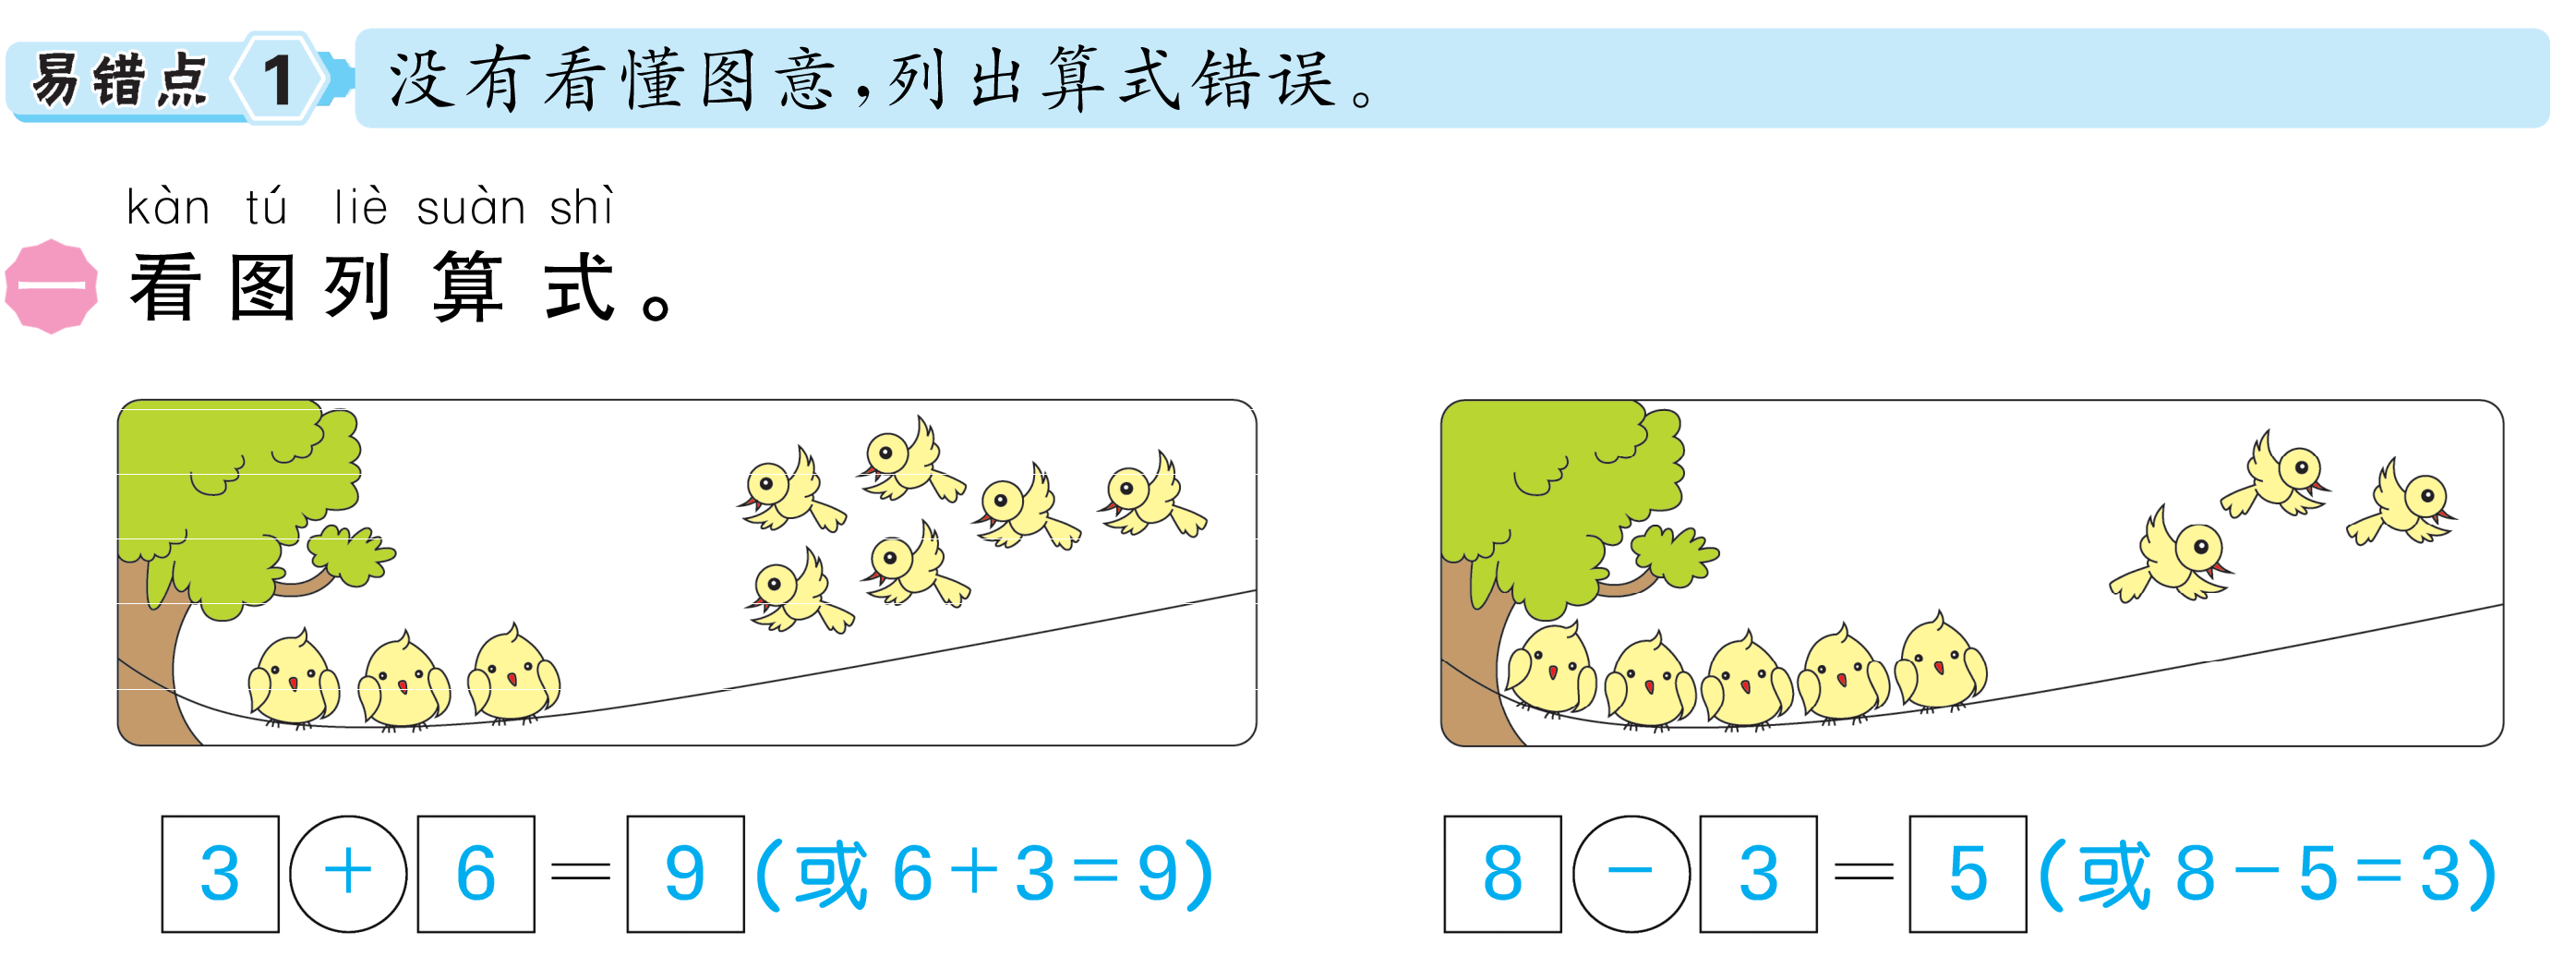 易错点 1 没有看懂图意，列出算式错误。
kàn tú liè suàn shì
一 看图列算式。
3 + 6 = 9 (或 6 + 3 = 9) 8 - 3 = 5 (或 8 - 5 = 3)